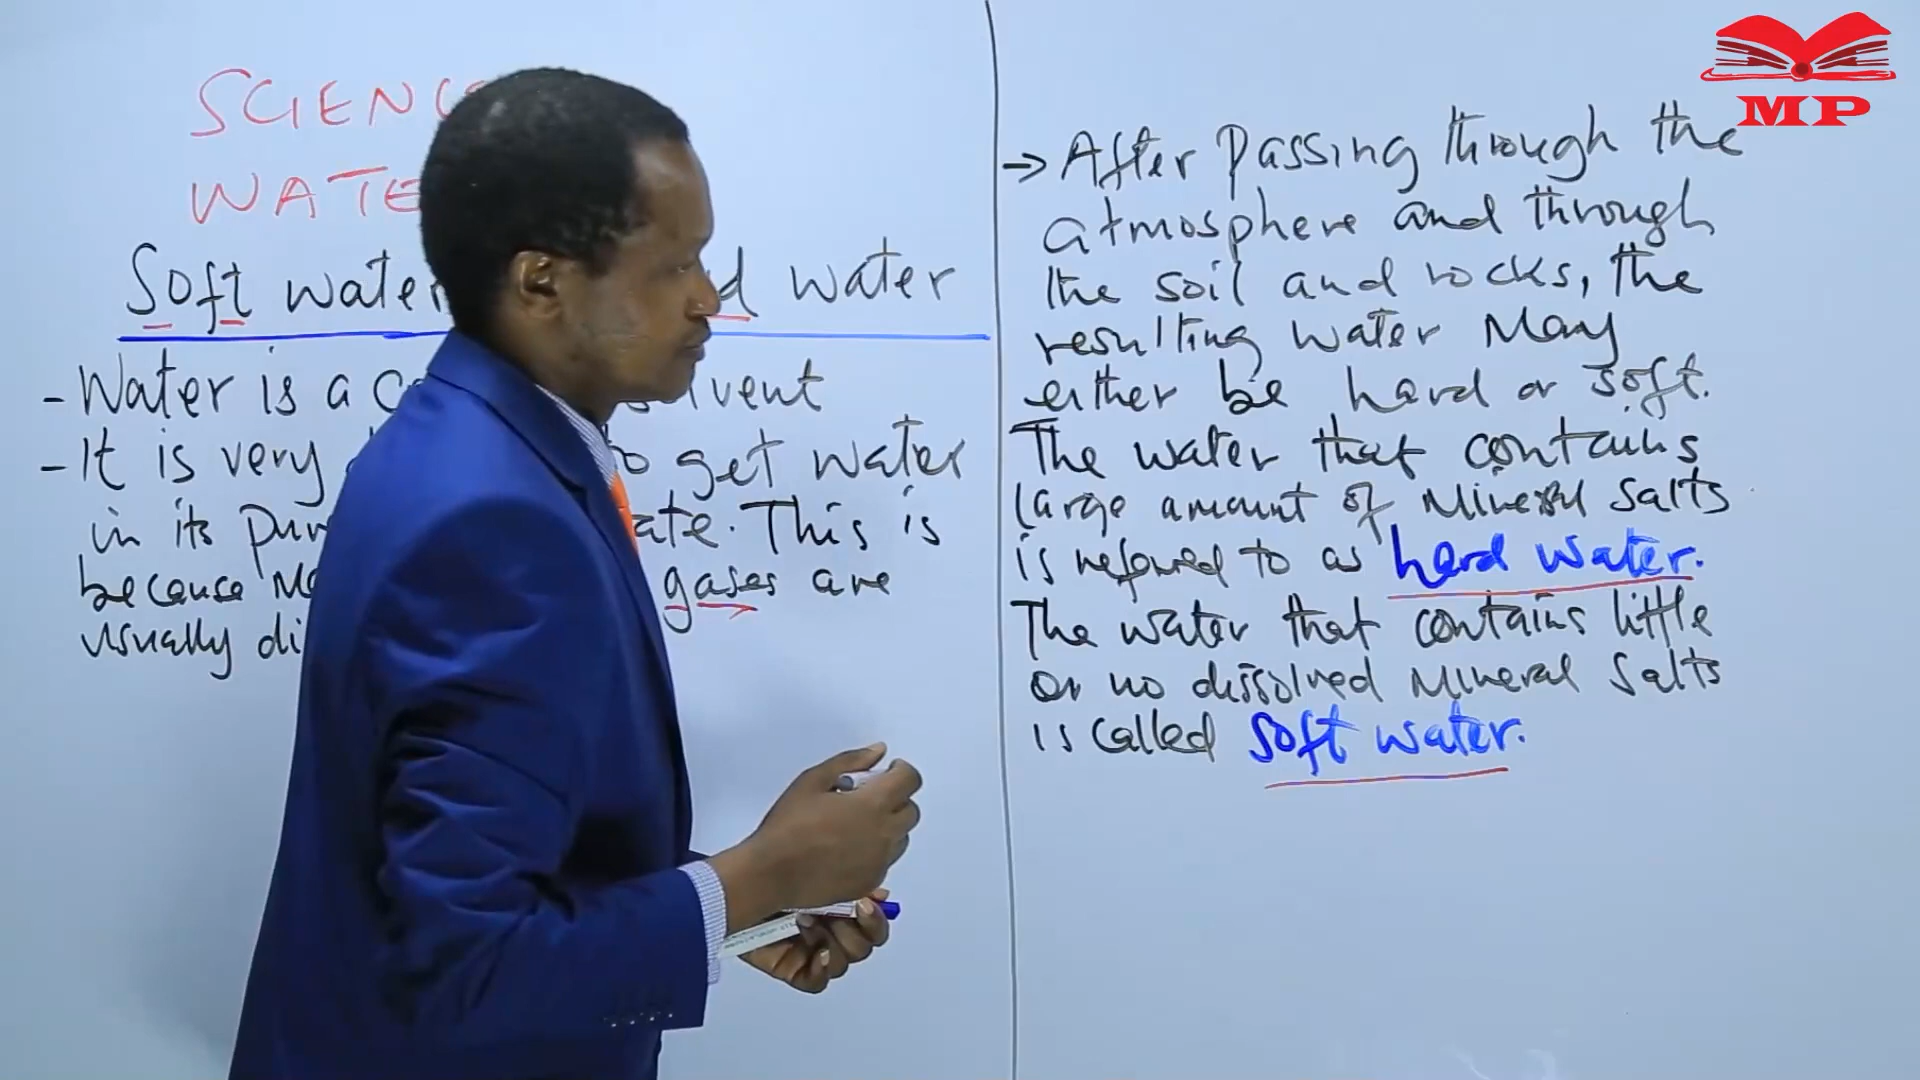 SCIENC
WATE
Soft water d water
- Water is a vent
- It is very to get water
in its pur ate. This is
because gases are
usually di
→ After passing through the
atmosphere and through
the soil and rocks, the
resulting water may
either be hard or soft.
The water that contains
large amount of mineral salts
is referred to as hard water.
The water that contains little
or no dissolved mineral salts
is called soft water.
MP